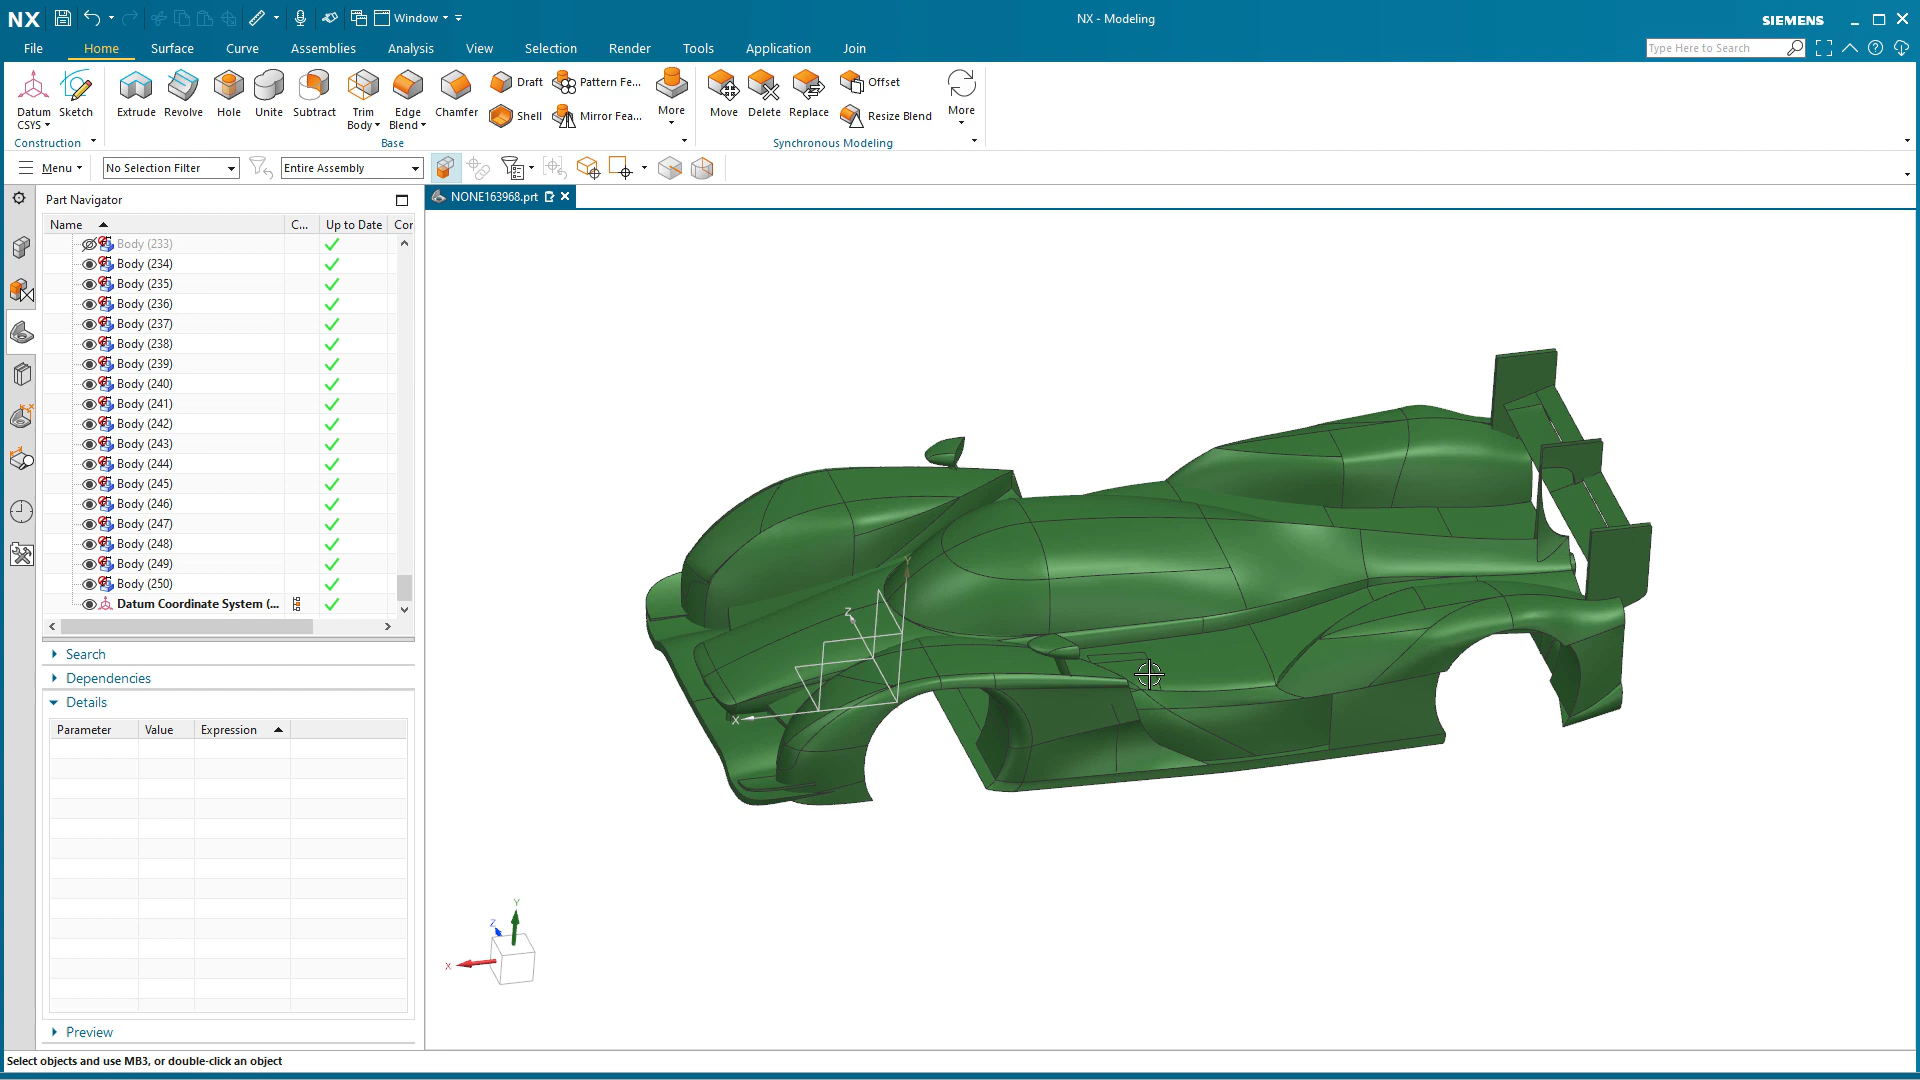 NX
Window
NX - Modeling
SIEMENS
File
Home
Surface
Curve
Assemblies
Analysis
View
Selection
Render
Tools
Application
Join
Type Here to Search
Datum CSYS
Sketch
Extrude
Revolve
Hole
Unite
Subtract
Trim Body
Edge Blend
Chamfer
Draft
Shell
Pattern Fe...
Mirror Fea...
More
Move
Delete
Replace
Offset
Resize Blend
More
Construction
Base
Synchronous Modeling
Menu
No Selection Filter
Entire Assembly
Part Navigator
NONE163968.prt
Name
C...
Up to Date
Cor
Body (233)
Body (234)
Body (235)
Body (236)
Body (237)
Body (238)
Body (239)
Body (240)
Body (241)
Body (242)
Body (243)
Body (244)
Body (245)
Body (246)
Body (247)
Body (248)
Body (249)
Body (250)
Datum Coordinate System (...
Search
Dependencies
Details
Parameter
Value
Expression
Preview
Y
Z
X
Y
Z
X
Select objects and use MB3, or double-click an object